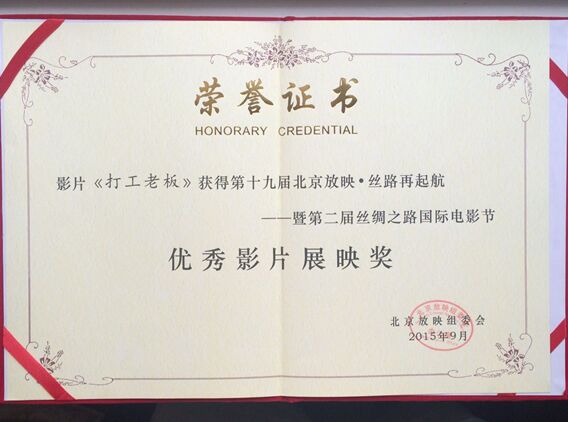 荣誉证书
HONORARY CREDENTIAL
影片《打工老板》获得第十九届北京放映•丝路再起航
——暨第二届丝绸之路国际电影节
优秀影片展映奖
北京放映组委会
2015年9月